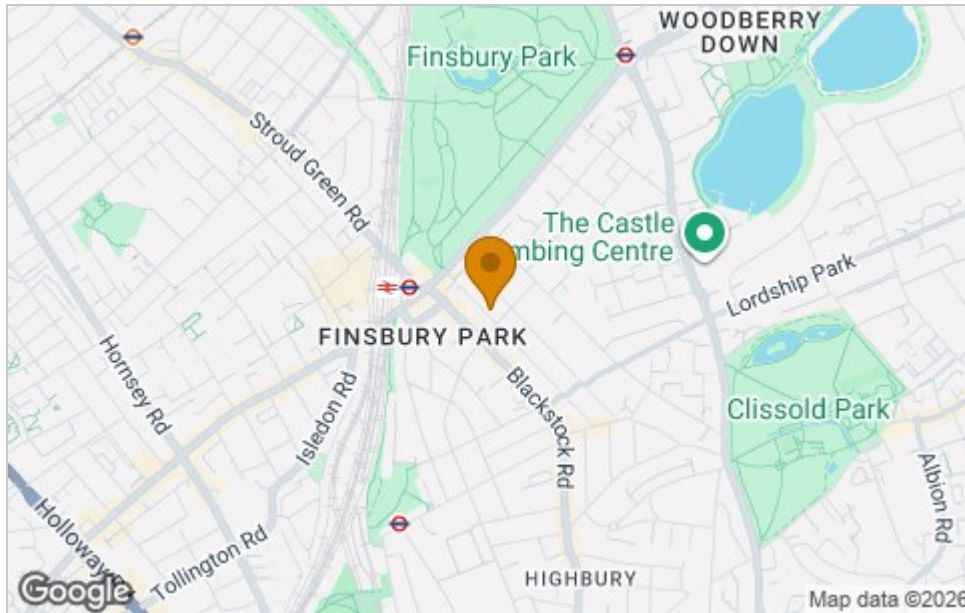 WOODBERRY
DOWN
Finsbury Park
Stroud Green Rd
The Castle
mbing Centre
Lordship Park
FINSBURY PARK
Hornsey Rd
Isledon Rd
Blackstock Rd
Clissold Park
Albion Rd
Holloway
Tollington Rd
HIGHBURY
Google
Map data ©2026